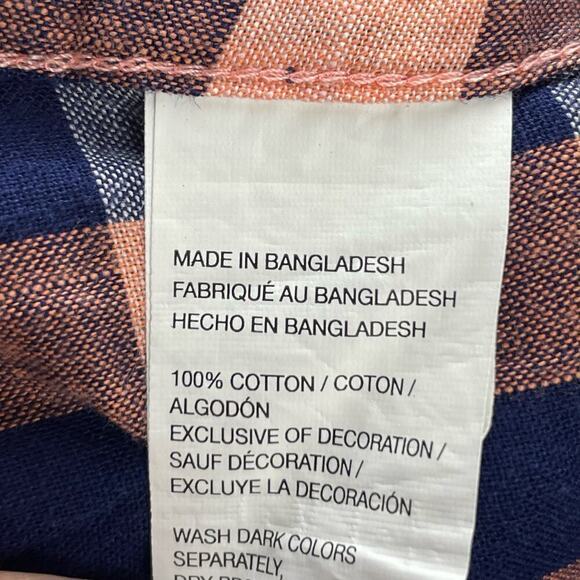 MADE IN BANGLADESH
FABRIQUÉ AU BANGLADESH
HECHO EN BANGLADESH
100% COTTON / COTON /
ALGODÓN
EXCLUSIVE OF DECORATION /
SAUF DÉCORATION /
EXCLUYE LA DECORACIÓN
WASH DARK COLORS
SEPARATELY,
DRY